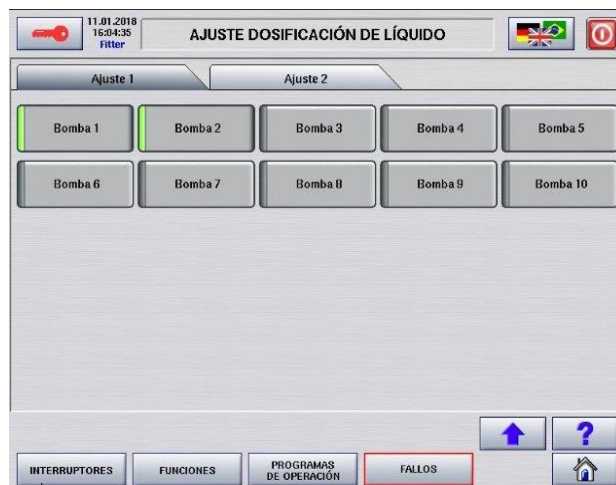 11.01.2018
16:04:35
Fitter
AJUSTE DOSIFICACIÓN DE LÍQUIDO
Ajuste 1
Ajuste 2
Bomba 1
Bomba 2
Bomba 3
Bomba 4
Bomba 5
Bomba 6
Bomba 7
Bomba 8
Bomba 9
Bomba 10
?
INTERRUPTORES
FUNCIONES
PROGRAMAS
DE OPERACIÓN
FALLOS